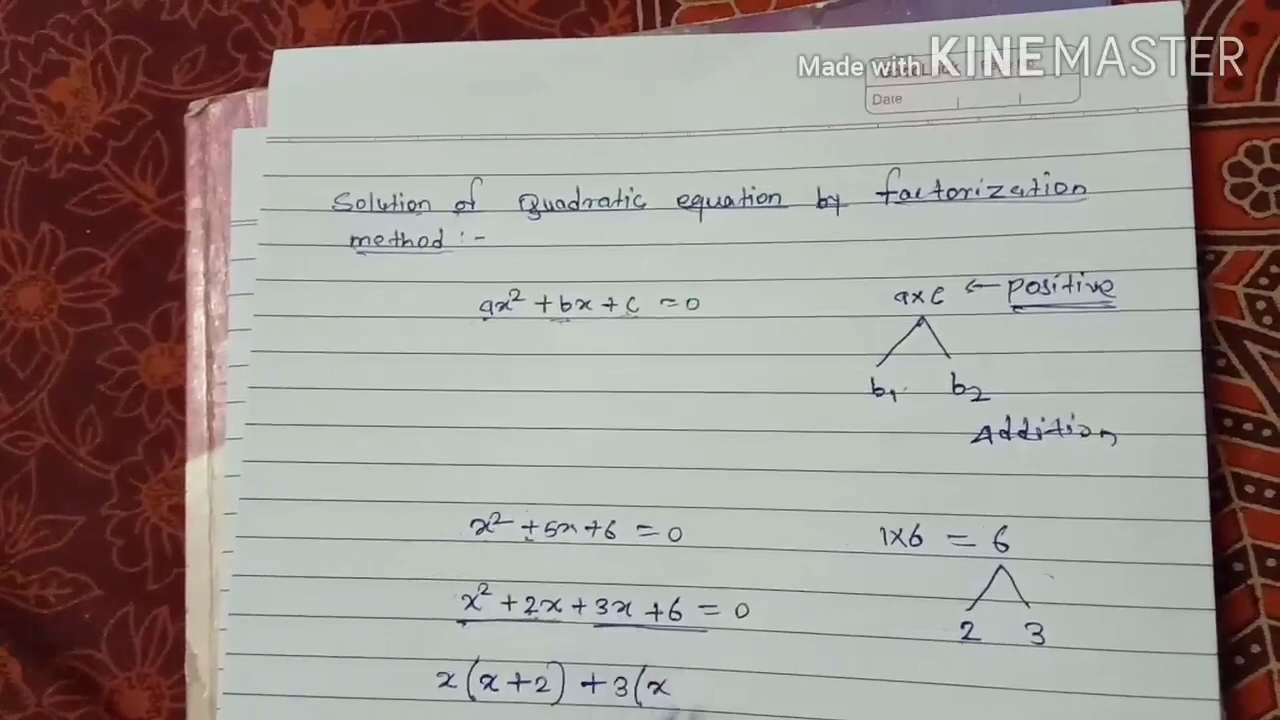 Made with KINEMASTER
Date
Solution of Quadratic equation by factorization
method :-
ax² + bx + c = 0
a×c ← positive
b₁ b₂
Addition
x² + 5x + 6 = 0
1×6 = 6
x² + 2x + 3x + 6 = 0
2 3
x(x+2) + 3(x